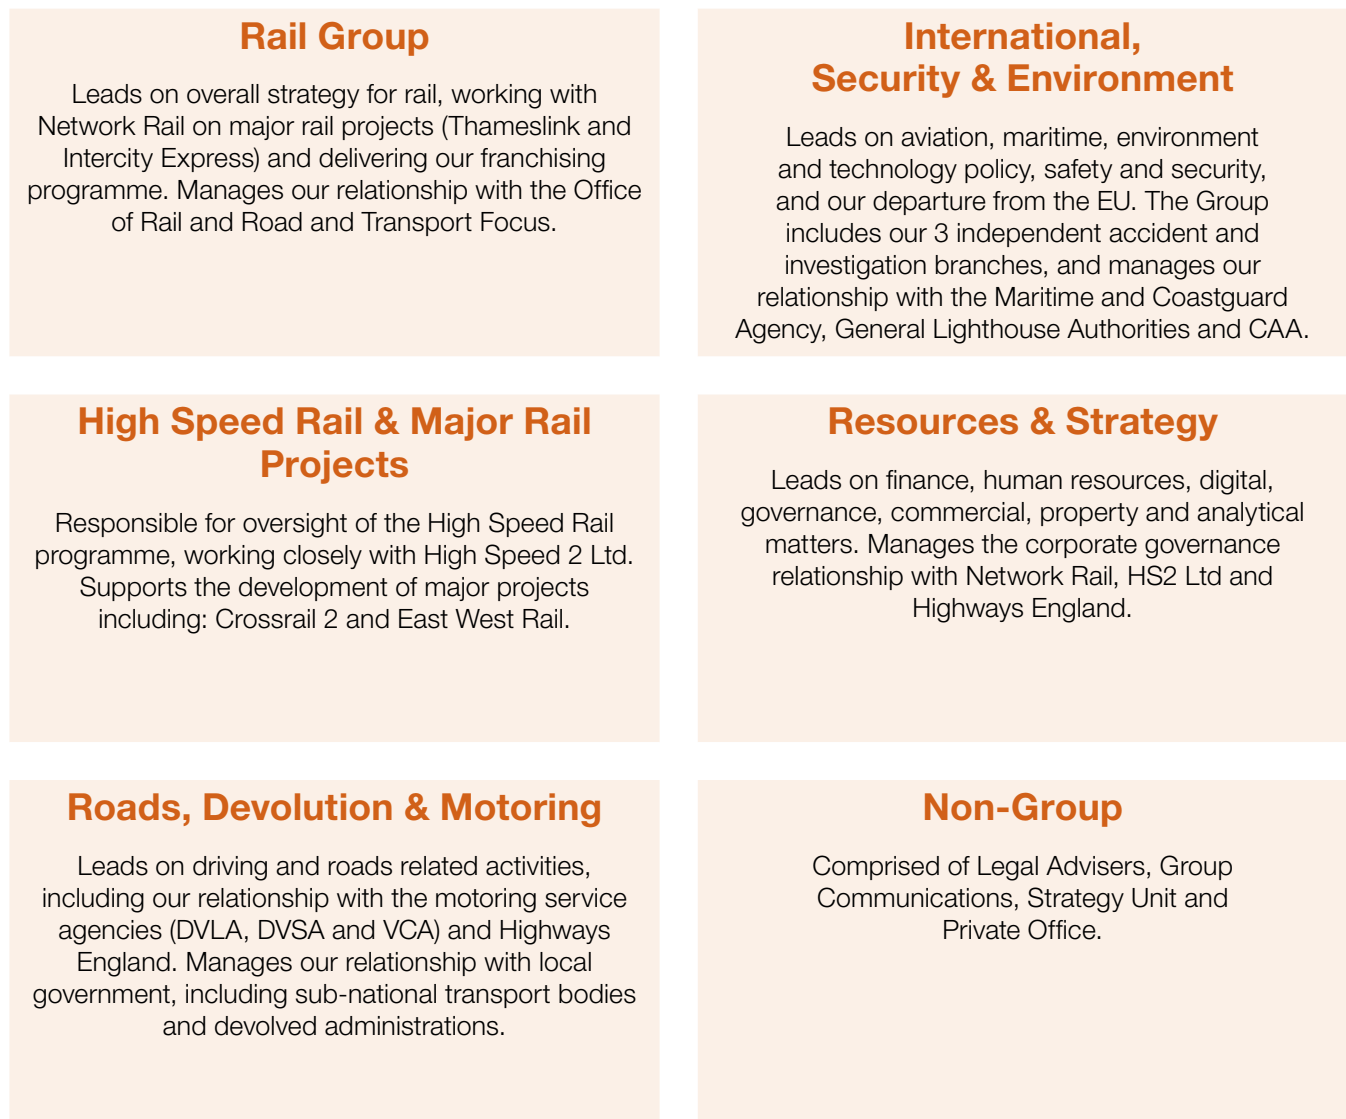 Rail Group
Leads on overall strategy for rail, working with
Network Rail on major rail projects (Thameslink and
Intercity Express) and delivering our franchising
programme. Manages our relationship with the Office
of Rail and Road and Transport Focus.
International,
Security & Environment
Leads on aviation, maritime, environment
and technology policy, safety and security,
and our departure from the EU. The Group
includes our 3 independent accident and
investigation branches, and manages our
relationship with the Maritime and Coastguard
Agency, General Lighthouse Authorities and CAA.
High Speed Rail & Major Rail
Projects
Responsible for oversight of the High Speed Rail
programme, working closely with High Speed 2 Ltd.
Supports the development of major projects
including: Crossrail 2 and East West Rail.
Resources & Strategy
Leads on finance, human resources, digital,
governance, commercial, property and analytical
matters. Manages the corporate governance
relationship with Network Rail, HS2 Ltd and
Highways England.
Roads, Devolution & Motoring
Leads on driving and roads related activities,
including our relationship with the motoring service
agencies (DVLA, DVSA and VCA) and Highways
England. Manages our relationship with local
government, including sub-national transport bodies
and devolved administrations.
Non-Group
Comprised of Legal Advisers, Group
Communications, Strategy Unit and
Private Office.